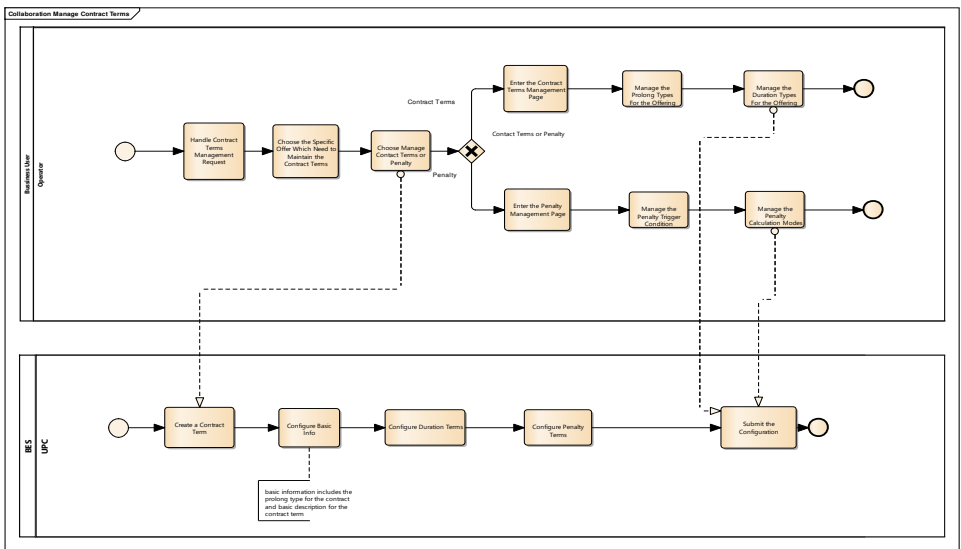 Collaboration Manage Contract Terms
Bussiness User
Operator
Handle Contract
Terms
Management
Request
Choose the Specific
Offer Which Need to
Maintain the
Contract Terms
Choose Manage
Contact Terms or
Penalty
Contract Terms
Contact Terms or Penalty
Penalty
Enter the Contract
Terms Management
Page
Manage the
Prolong Types
For the Offering
Manage the
Duration Types
For the Offering
Enter the Penalty
Management Page
Manage the
Penalty Trigger
Condition
Manage the
Penalty
Calculation Modes
BES
UPC
Create a Contract
Term
Configure Basic
Info
Configure Duration Terms
Configure Penalty
Terms
Submit the
Configuration
basic information includes the
prolong type for the contract
and basic description for the
contract term